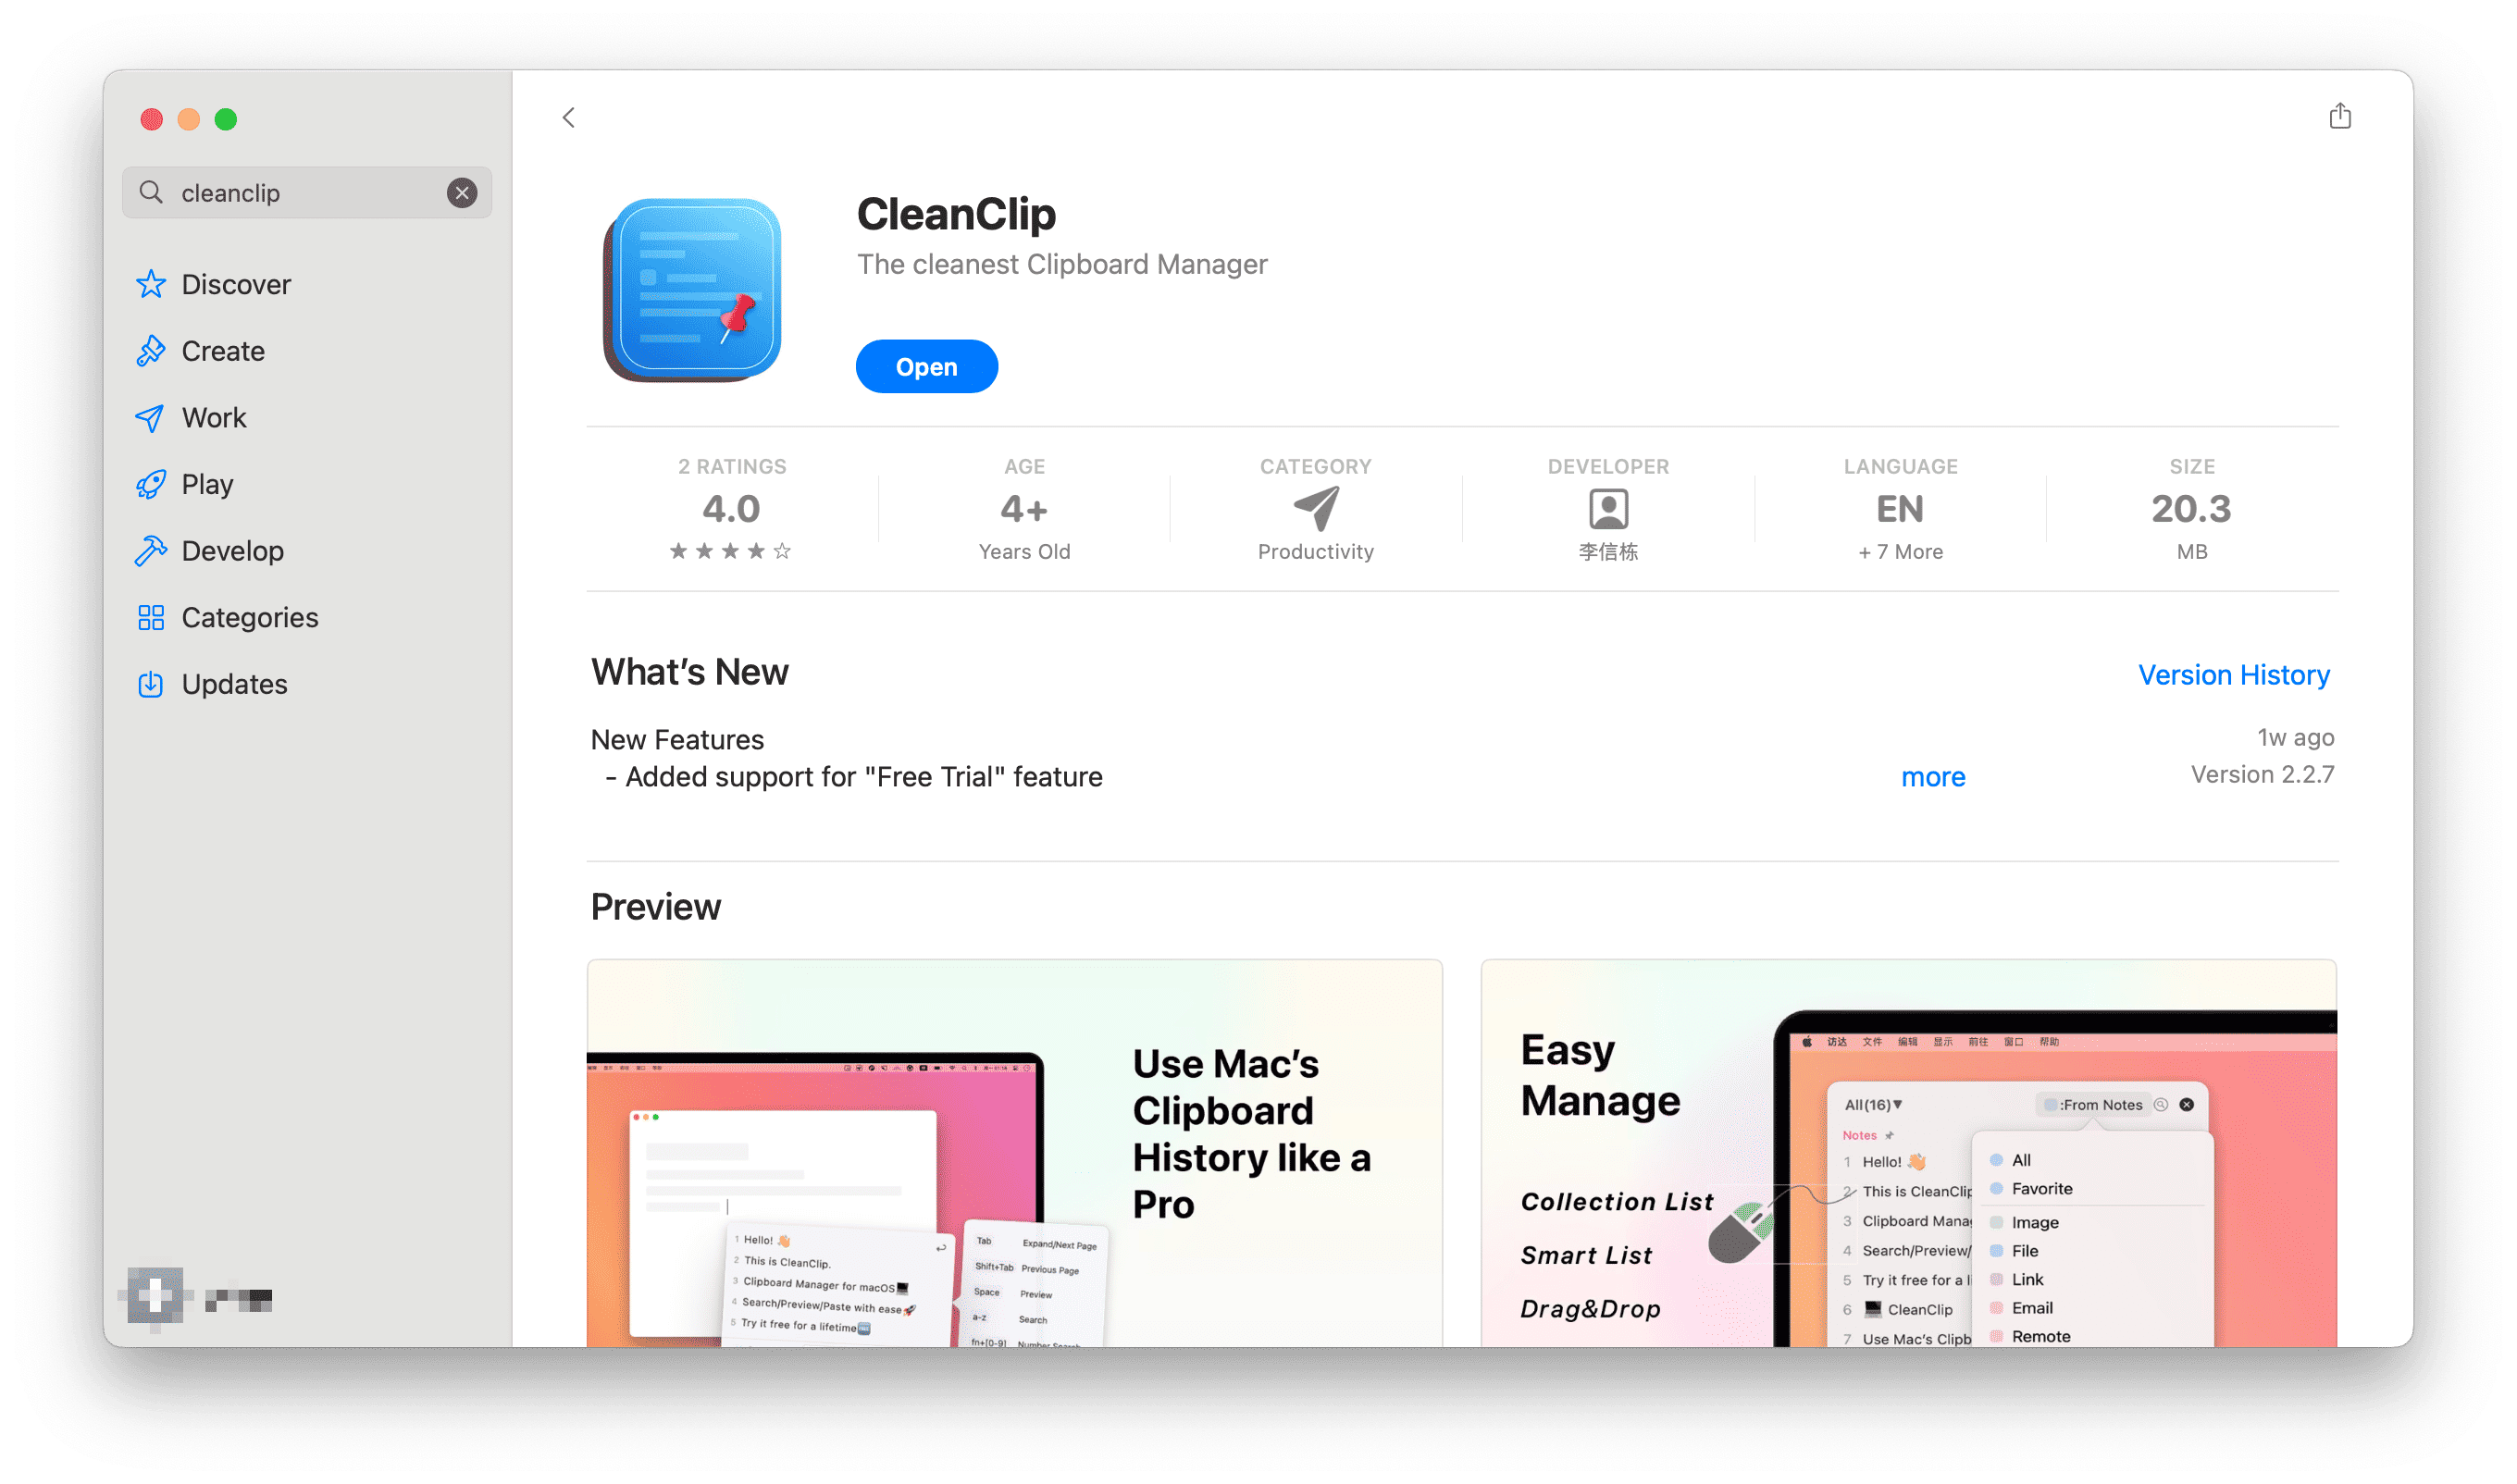 cleanclip
Discover
Create
Work
Play
Develop
Categories
Updates
CleanClip
The cleanest Clipboard Manager
Open
2 RATINGS
4.0
★★★★☆
AGE
4+
Years Old
CATEGORY
Productivity
DEVELOPER
李信栋
LANGUAGE
EN
+ 7 More
SIZE
20.3
MB
What's New
Version History
New Features
- Added support for "Free Trial" feature
more
1w ago
Version 2.2.7
Preview
Use Mac's
Clipboard
History like a
Pro
1 Hello! 👋
2 This is CleanClip.
3 Clipboard Manager for macOS💻
4 Search/Preview/Paste with ease🚀
5 Try it free for a lifetime🆓
Tab Expand/Next Page
Shift+Tab Previous Page
Space Preview
a-z Search
fn+[0-9] Number Search
Easy
Manage
Collection List
Smart List
Drag&Drop
访达 文件 编辑 显示 前往 窗口 帮助
All(16)▼
:From Notes
Notes
1 Hello! 👋
2 This is CleanClip
3 Clipboard Mana
4 Search/Preview/
5 Try it free for a l
6 💻 CleanClip
7 Use Mac's Clipb
All
Favorite
Image
File
Link
Email
Remote